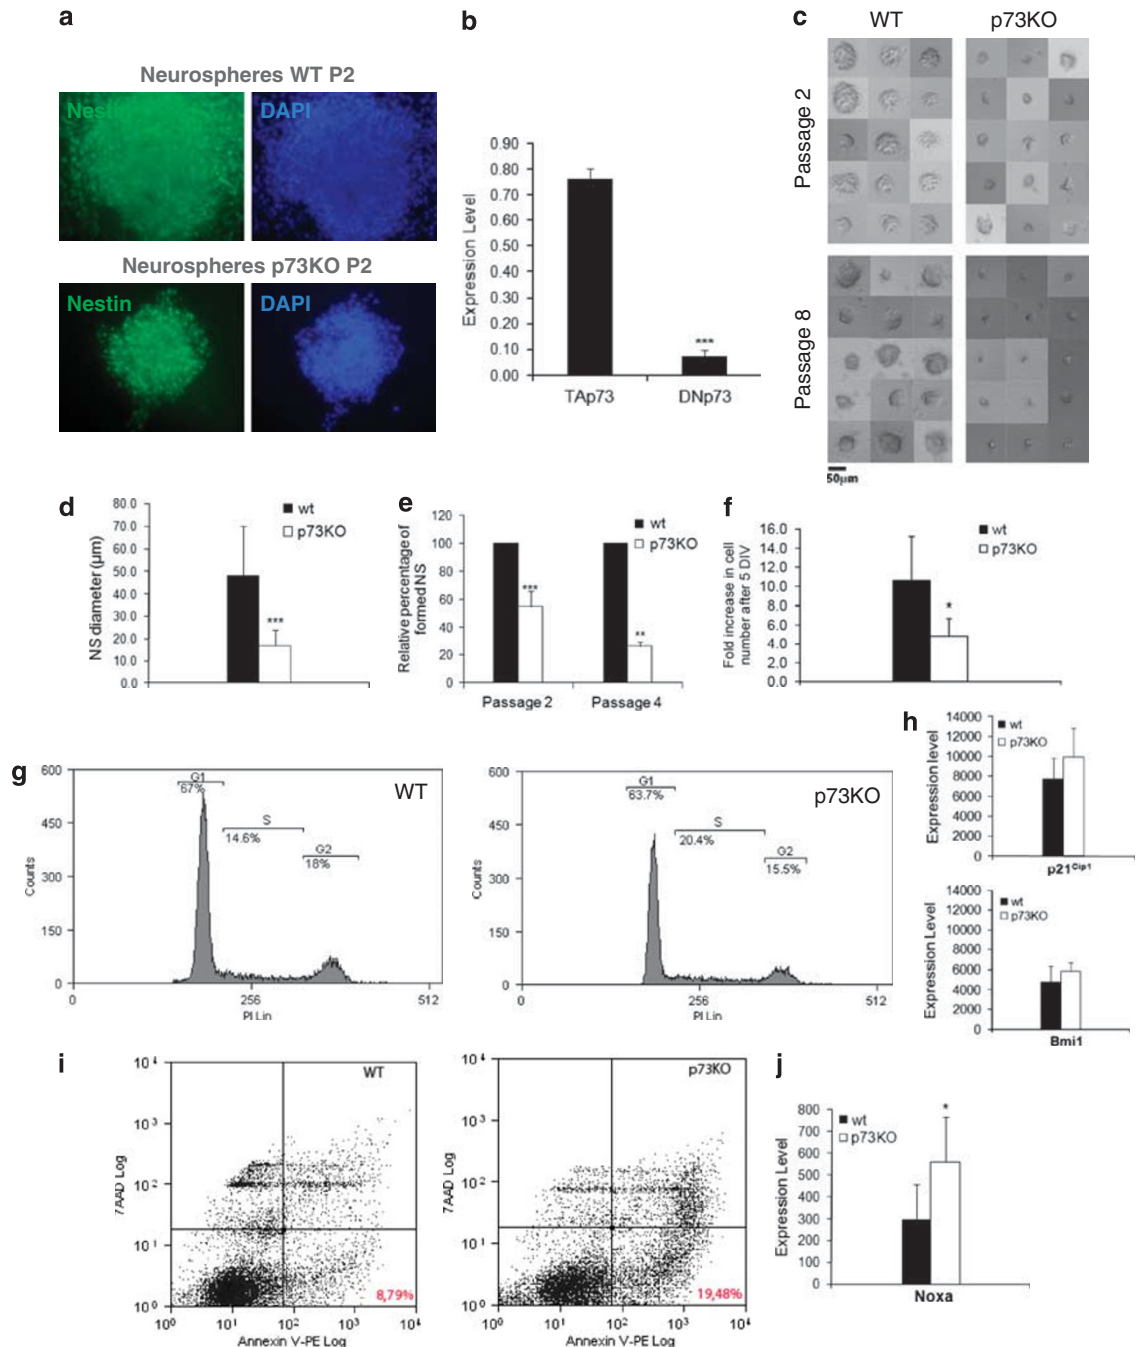 a
Neurospheres WT P2
Nestin
DAPI
Neurospheres p73KO P2
Nestin
DAPI
b
Expression Level
0.90
0.80
0.70
0.60
0.50
0.40
0.30
0.20
0.10
0.00
***
TAp73
DNp73
c
WT
p73KO
Passage 2
Passage 8
50µm
d
NS diameter (µm)
80.0
70.0
60.0
50.0
40.0
30.0
20.0
10.0
0.0
wt
p73KO
***
e
Relative percentage of formed NS
120
100
80
60
40
20
0
wt
p73KO
***
**
Passage 2
Passage 4
f
Fold increase in cell number after 5 DIV
16.0
14.0
12.0
10.0
8.0
6.0
4.0
2.0
0.0
wt
p73KO
*
g
Counts
600
450
300
150
0
G1
67%
S
14.6%
G2
18%
WT
0
256
512
PI Lin
Counts
600
450
300
150
0
G1
63.7%
S
20.4%
G2
15.5%
p73KO
0
256
512
PI Lin
h
Expression level
14000
12000
10000
8000
6000
4000
2000
0
wt
p73KO
p21Cip1
Expression Level
14000
12000
10000
8000
6000
4000
2000
0
wt
p73KO
Bmi1
i
7AAD Log
10⁴
10³
10²
10¹
10⁰
WT
8,79%
10⁰
10¹
10²
10³
10⁴
Annexin V-PE Log
7AAD Log
10⁴
10³
10²
10¹
10⁰
p73KO
19,48%
10⁰
10¹
10²
10³
10⁴
Annexin V-PE Log
j
Expression Level
800
700
600
500
400
300
200
100
0
wt
p73KO
*
Noxa